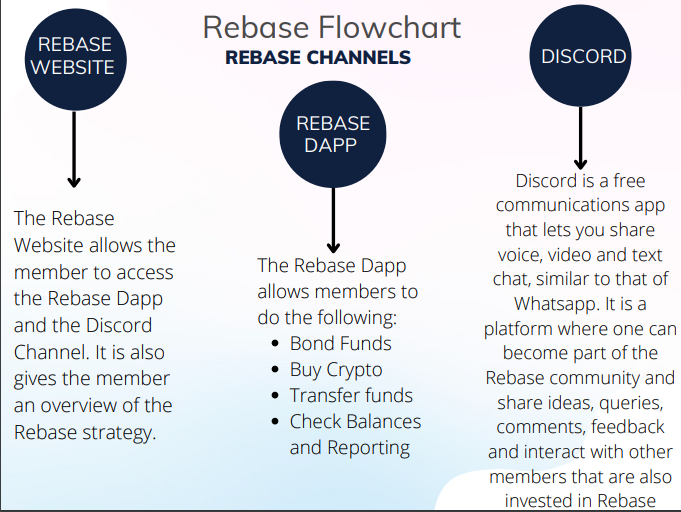 Rebase Flowchart
REBASE CHANNELS
REBASE
WEBSITE
The Rebase
Website allows the
member to access
the Rebase Dapp
and the Discord
Channel. It is also
gives the member
an overview of the
Rebase strategy.
REBASE
DAPP
The Rebase Dapp
allows members to
do the following:
• Bond Funds
• Buy Crypto
• Transfer funds
• Check Balances
and Reporting
DISCORD
Discord is a free
communications app
that lets you share
voice, video and text
chat, similar to that of
Whatsapp. It is a
platform where one can
become part of the
Rebase community and
share ideas, queries,
comments, feedback
and interact with other
members that are also
invested in Rebase